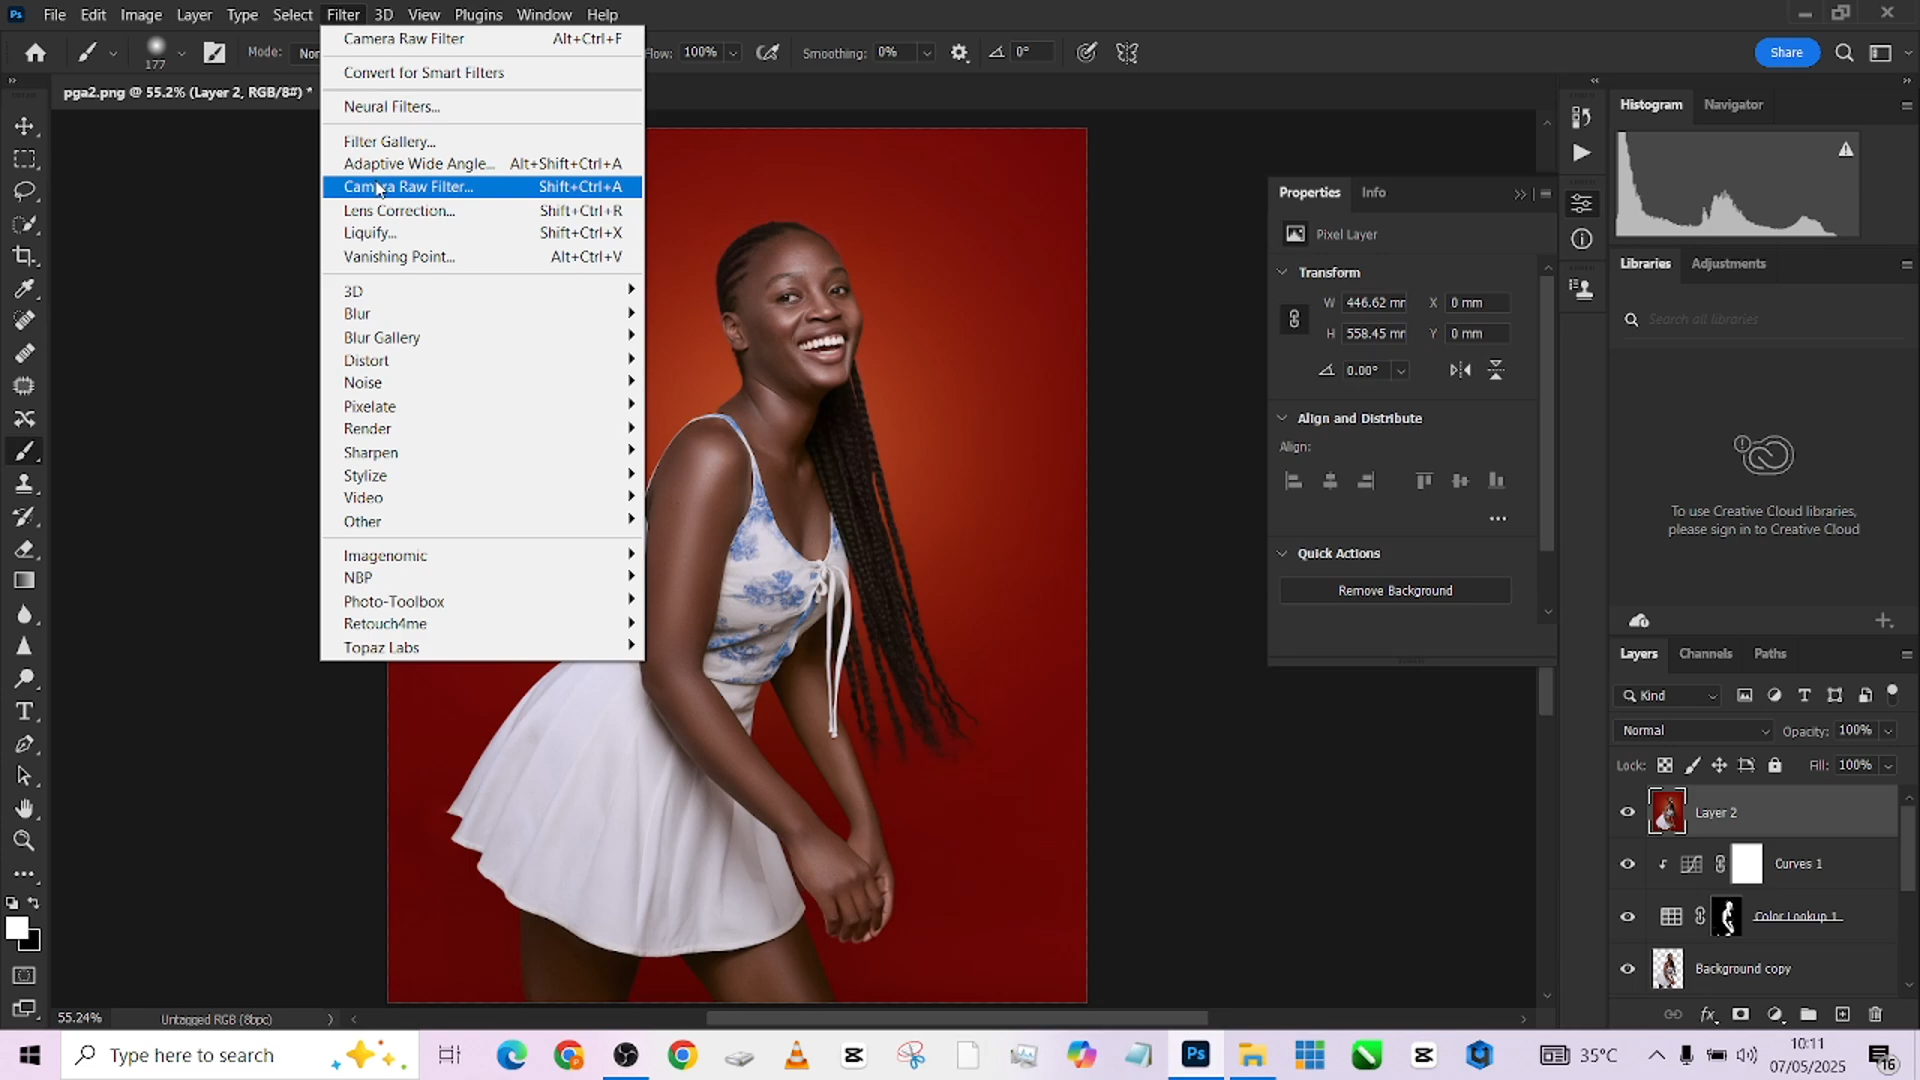 Ps File Edit Image Layer Type Select Filter 3D View Plugins Window Help
177 Mode: Nor Flow: 100% Smoothing: 0% 0° Share
pga2.png @ 55.2% (Layer 2, RGB/8#) *
Camera Raw Filter Alt+Ctrl+F
Convert for Smart Filters
Neural Filters...
Filter Gallery...
Adaptive Wide Angle... Alt+Shift+Ctrl+A
Camera Raw Filter... Shift+Ctrl+A
Lens Correction... Shift+Ctrl+R
Liquify... Shift+Ctrl+X
Vanishing Point... Alt+Ctrl+V
3D
Blur
Blur Gallery
Distort
Noise
Pixelate
Render
Sharpen
Stylize
Video
Other
Imagenomic
NBP
Photo-Toolbox
Retouch4me
Topaz Labs
Properties Info
Pixel Layer
Transform
W 446.62 mr X 0 mm
H 558.45 mr Y 0 mm
0.00°
Align and Distribute
Align:
Quick Actions
Remove Background
Histogram Navigator
Libraries Adjustments
Search all libraries
To use Creative Cloud libraries,
please sign in to Creative Cloud
Layers Channels Paths
Kind
Normal Opacity: 100%
Lock: Fill: 100%
Layer 2
Curves 1
Color Lookup 1
Background copy
fx
55.24% Untagged RGB (8bpc)
Type here to search
Ps
35°C
10:11
07/05/2025
16